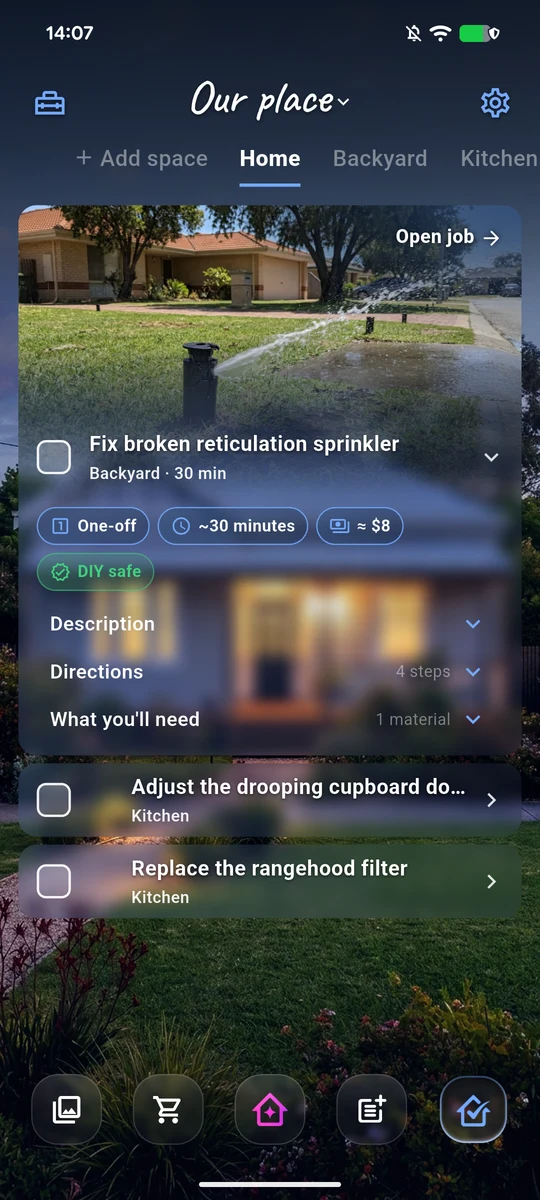 14:07
Our place
+ Add space Home Backyard Kitchen
Open job →
Fix broken reticulation sprinkler
Backyard · 30 min
1 One-off ~30 minutes ≈ $8
DIY safe
Description
Directions 4 steps
What you'll need 1 material
Adjust the drooping cupboard do...
Kitchen
Replace the rangehood filter
Kitchen